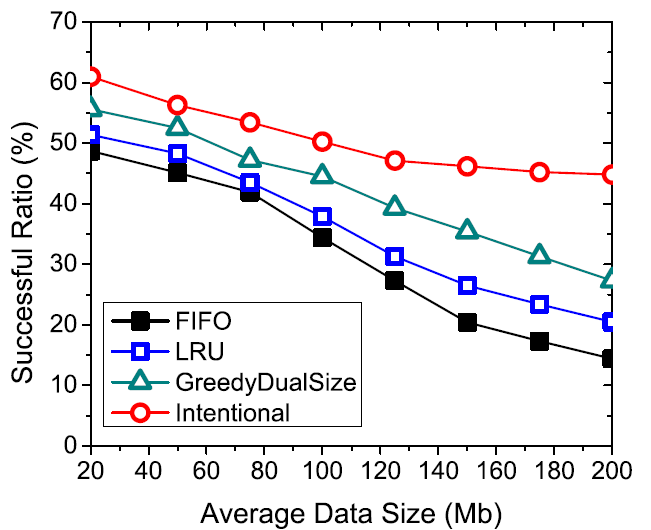 70
60
50
40
30
20
10
0
Successful Ratio (%)
FIFO
LRU
GreedyDualSize
Intentional
20 40 60 80 100 120 140 160 180 200
Average Data Size (Mb)